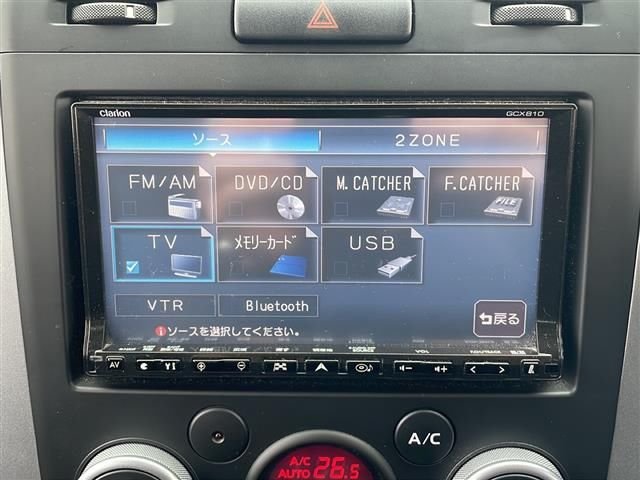 clarion GCX810
ソース 2ZONE
FM/AM DVD/CD M.CATCHER F.CATCHER
FILE
TV ﾒﾓﾘｰｶｰﾄﾞ USB
VTR Bluetooth
ソースを選択してください。
戻る
AV VOL
A/C
A/C
AUTO 26.5